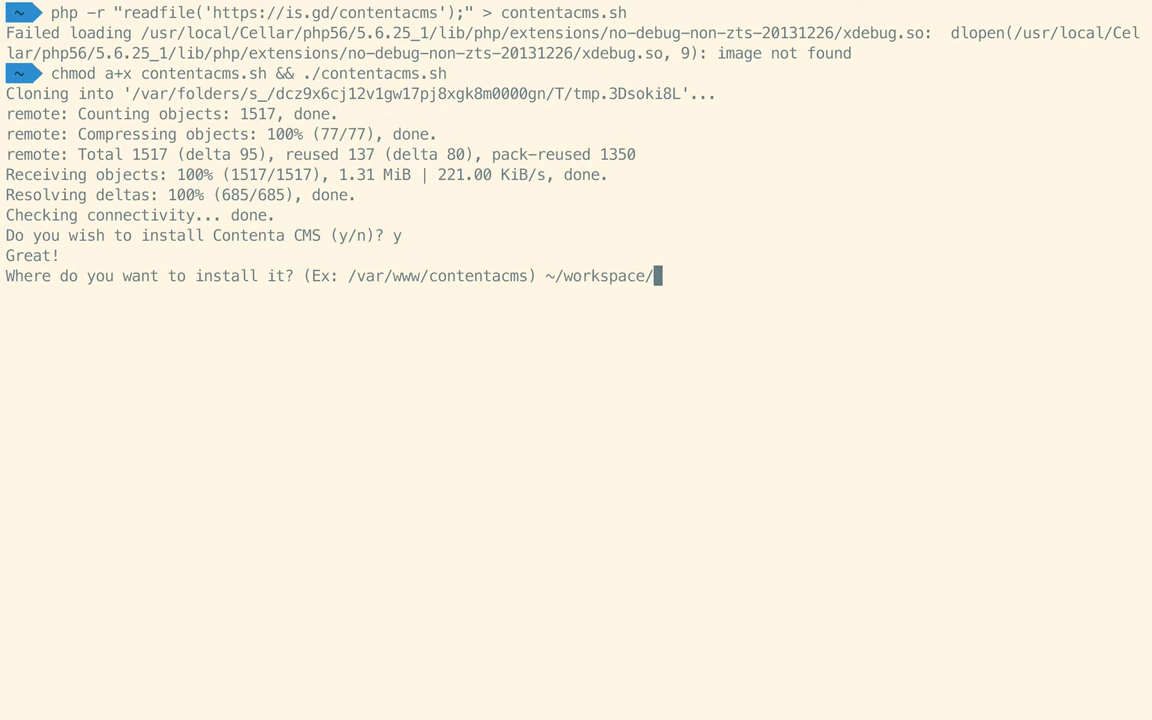 ~ php -r "readfile('https://is.gd/contentacms');" > contentacms.sh
Failed loading /usr/local/Cellar/php56/5.6.25_1/lib/php/extensions/no-debug-non-zts-20131226/xdebug.so:  dlopen(/usr/local/Cel
lar/php56/5.6.25_1/lib/php/extensions/no-debug-non-zts-20131226/xdebug.so, 9): image not found
~ chmod a+x contentacms.sh && ./contentacms.sh
Cloning into '/var/folders/s_/dcz9x6cj12v1gw17pj8xgk8m0000gn/T/tmp.3Dsoki8L'...
remote: Counting objects: 1517, done.
remote: Compressing objects: 100% (77/77), done.
remote: Total 1517 (delta 95), reused 137 (delta 80), pack-reused 1350
Receiving objects: 100% (1517/1517), 1.31 MiB | 221.00 KiB/s, done.
Resolving deltas: 100% (685/685), done.
Checking connectivity... done.
Do you wish to install Contenta CMS (y/n)? y
Great!
Where do you want to install it? (Ex: /var/www/contentacms) ~/workspace/